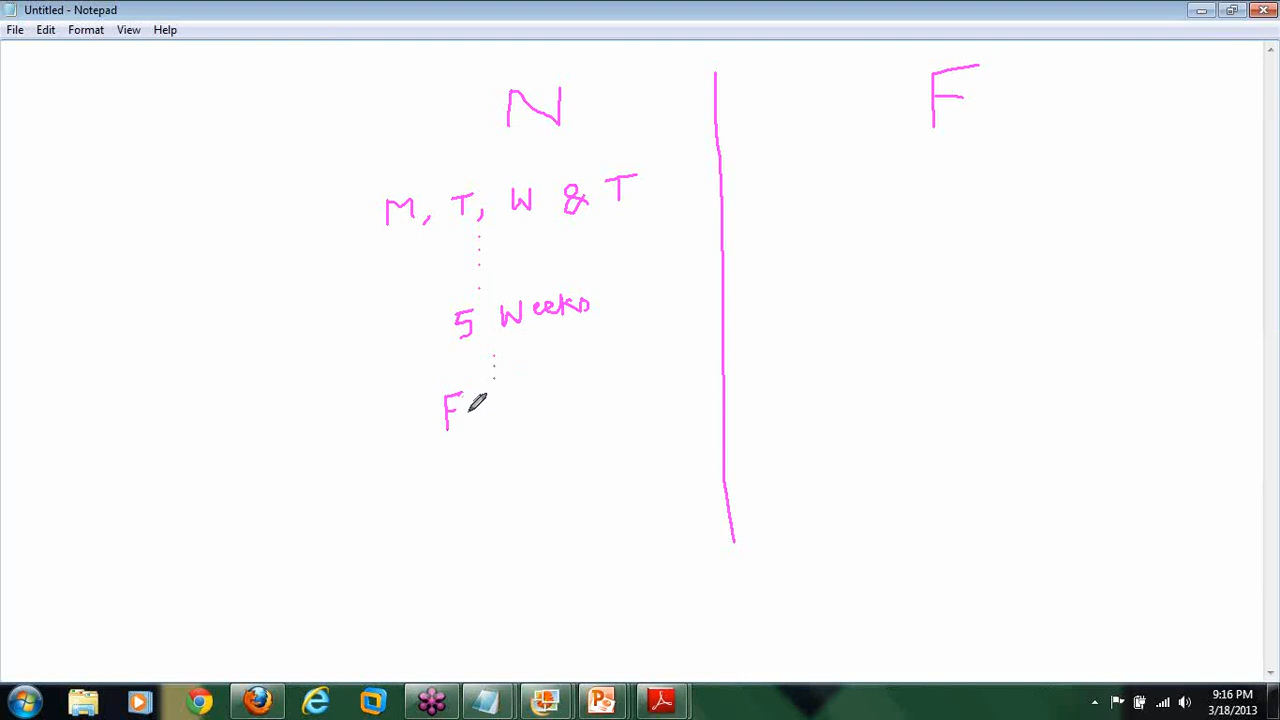 Untitled - Notepad
File Edit Format View Help
N F
M, T, W & T
5 Weeks
F
9:16 PM
3/18/2013